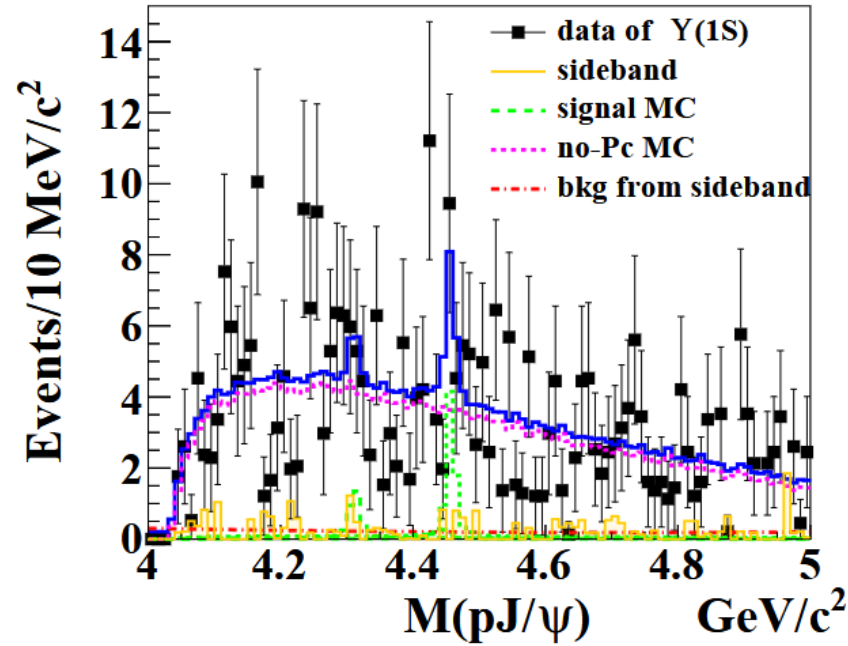 data of ϒ(1S)
sideband
signal MC
no-Pc MC
bkg from sideband
Events/10 MeV/c²
14
12
10
8
6
4
2
0
4 4.2 4.4 4.6 4.8 5
M(pJ/ψ) GeV/c²